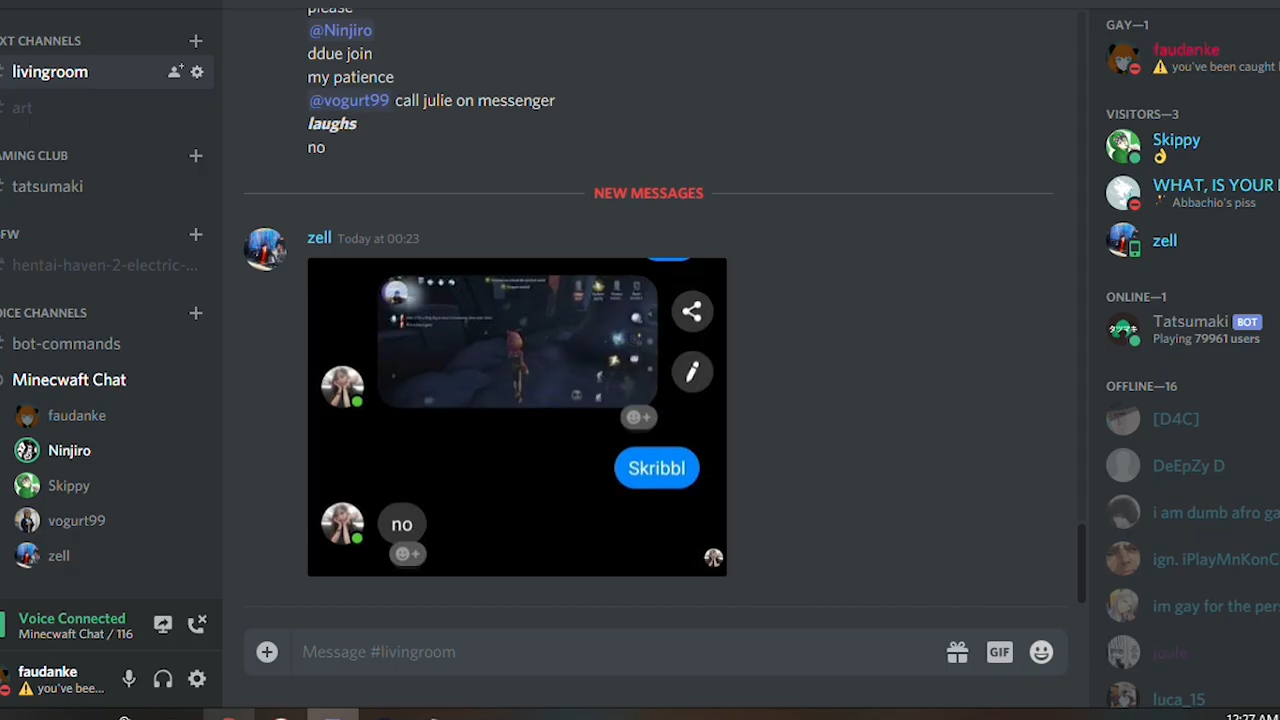 XT CHANNELS
livingroom
art
AMING CLUB
tatsumaki
FW
hentai-haven-2-electric-...
OICE CHANNELS
bot-commands
Minecwaft Chat
faudanke
Ninjiro
Skippy
vogurt99
zell
Voice Connected
Minecwaft Chat / 116
faudanke
you've bee...
please
@Ninjiro
ddue join
my patience
@vogurt99 call julie on messenger
laughs
no
NEW MESSAGES
zell Today at 00:23
Skribbl
no
Message #livingroom
GIF
GAY—1
faudanke
you've been caught
VISITORS—3
Skippy
WHAT, IS YOUR
Abbachio's piss
zell
ONLINE—1
Tatsumaki BOT
Playing 79961 users
OFFLINE—16
[D4C]
DeEpZy D
i am dumb afro ga
ign. iPlayMnKonC
im gay for the per
joule
luca_15
12:27 AM